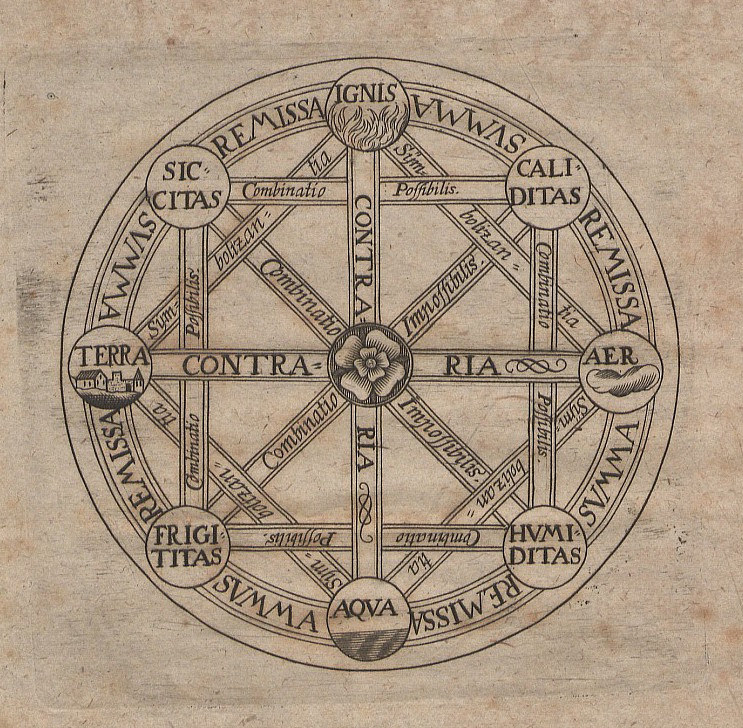 IGNIS
REMISSA
SVMMA
SIC-
CITAS
CALI-
DITAS
Combinatio
Possibilis.
tia
Sym-
bolizan-
bolizan-
CONTRA-
SVMMA
REMISSA
Combinatio
Impossibilis.
Possibilis.
Combinatio
Sym-
tia
TERRA
CONTRA-
RIA
AER
REMISSA
SVMMA
tia
Combinatio
Combinatio
RIA
Impossibilis
Possibilis.
Sym-
bolizan-
bolizan-
FRIGI-
TITAS
HVMI-
DITAS
Possibilis.
Combinatio
Sym-
tia
SVMMA
AQVA
REMISSA